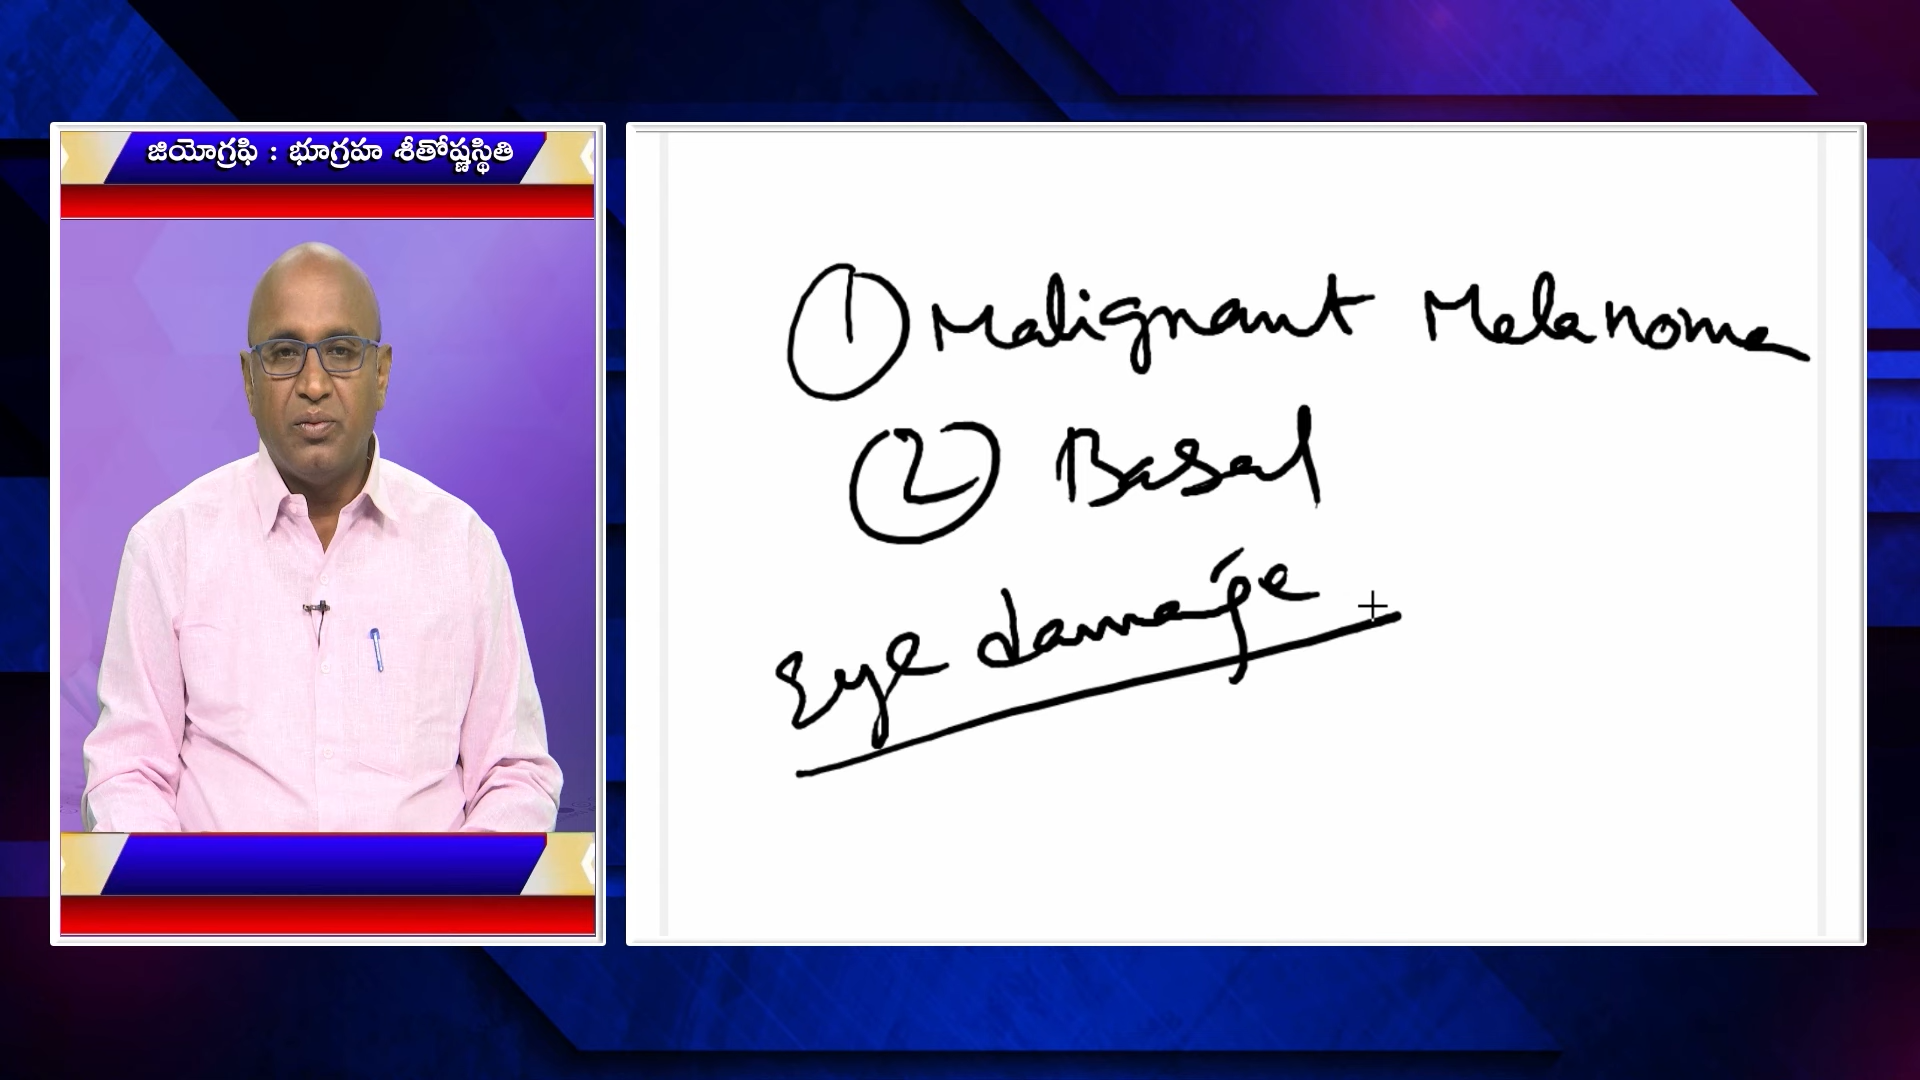 జియోగ్రఫి : భూగ్రహ శీతోష్ణస్థితి
① Malignant Melanoma
② Basal
Eye damage